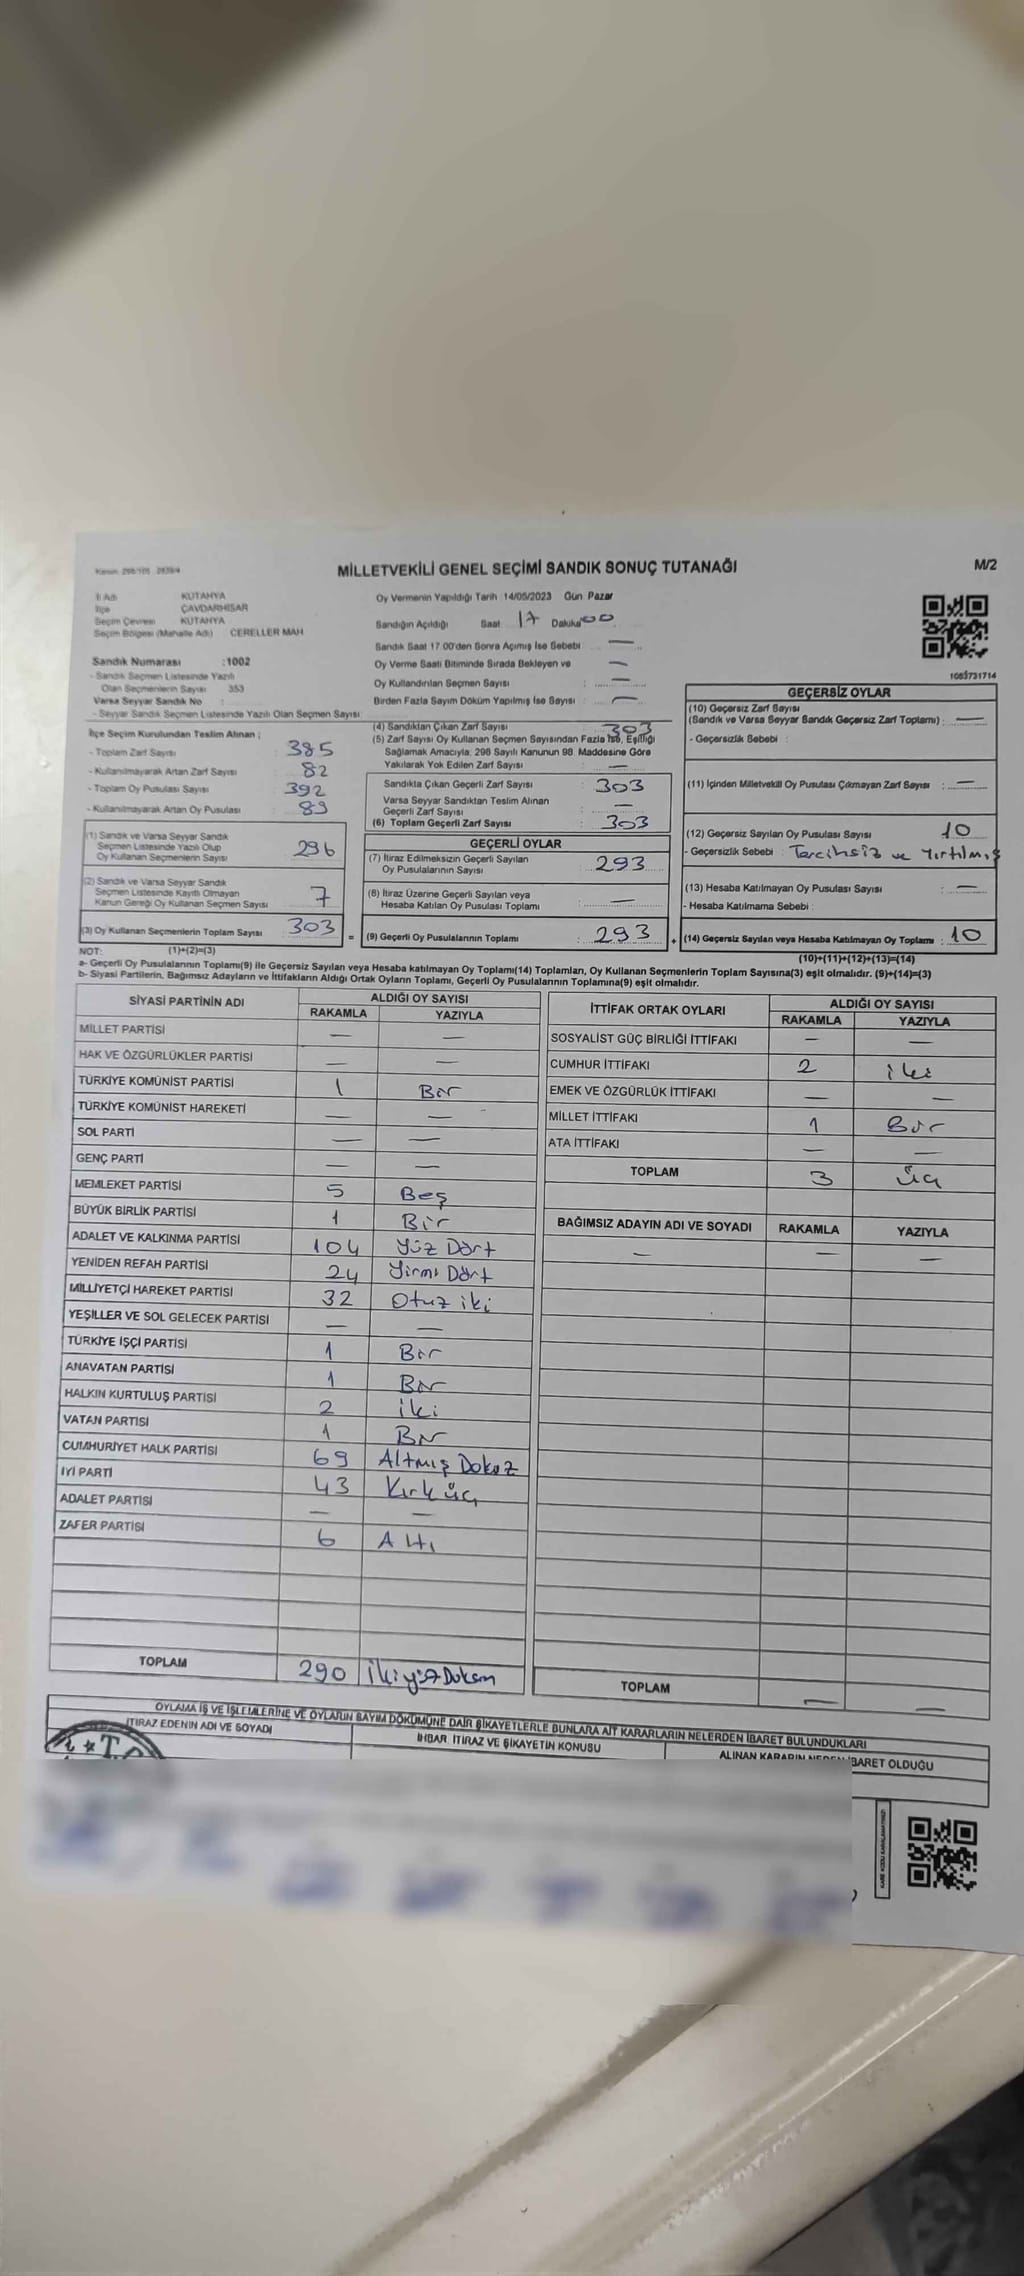 MİLLETVEKİLİ GENEL SEÇİMİ SANDIK SONUÇ TUTANAĞI
M/2
İl Adı KÜTAHYA
İlçe ÇAVDARHİSAR
Seçim Çevresi KÜTAHYA
Seçim Bölgesi (Mahalle Adı) CERELLER MAH
Sandık Numarası :1002
- Sandık Seçmen Listesinde Yazılı
Olan Seçmenlerin Sayısı 353
Varsa Seyyar Sandık No :
- Seyyar Sandık Seçmen Listesinde Yazılı Olan Seçmen Sayısı:
İlçe Seçim Kurulundan Teslim Alınan ;
- Toplam Zarf Sayısı : 385
- Kullanılmayarak Artan Zarf Sayısı : 82
- Toplam Oy Pusulası Sayısı : 392
- Kullanılmayarak Artan Oy Pusulası : 89
(1) Sandık ve Varsa Seyyar Sandık
Seçmen Listesinde Yazılı Olup
Oy Kullanan Seçmenlerin Sayısı : 296
(2) Sandık ve Varsa Seyyar Sandık
Seçmen Listesinde Kayıtlı Olmayan
Kanun Gereği Oy Kullanan Seçmen Sayısı : 7
(3) Oy Kullanan Seçmenlerin Toplam Sayısı : 303
(1)+(2)=(3)
Oy Vermenin Yapıldığı Tarih :14/05/2023 Gün :Pazar
Sandığın Açıldığı Saat 17 Dakika 00
Sandık Saat 17.00'den Sonra Açılmış İse Sebebi : —
Oy Verme Saati Bitiminde Sırada Bekleyen ve —
Oy Kullandırılan Seçmen Sayısı : —
Birden Fazla Sayım Döküm Yapılmış İse Sayısı : —
(4) Sandıktan Çıkan Zarf Sayısı : 303
(5) Zarf Sayısı Oy Kullanan Seçmen Sayısından Fazla İse, Eşitliği
Sağlamak Amacıyla, 298 Sayılı Kanunun 98. Maddesine Göre
Yakılarak Yok Edilen Zarf Sayısı : —
Sandıkta Çıkan Geçerli Zarf Sayısı : 303
Varsa Seyyar Sandıktan Teslim Alınan
Geçerli Zarf Sayısı : —
(6) Toplam Geçerli Zarf Sayısı : 303
GEÇERLİ OYLAR
(7) İtiraz Edilmeksizin Geçerli Sayılan
Oy Pusulalarının Sayısı : 293
(8) İtiraz Üzerine Geçerli Sayılan veya
Hesaba Katılan Oy Pusulası Toplamı : —
= (9) Geçerli Oy Pusulalarının Toplamı : 293
1083731714
GEÇERSİZ OYLAR
(10) Geçersiz Zarf Sayısı
(Sandık ve Varsa Seyyar Sandık Geçersiz Zarf Toplamı) : —
- Geçersizlik Sebebi :
(11) İçinden Milletvekili Oy Pusulası Çıkmayan Zarf Sayısı : —
(12) Geçersiz Sayılan Oy Pusulası Sayısı 10
- Geçersizlik Sebebi : Tercihsiz ve Yırtılmış
(13) Hesaba Katılmayan Oy Pusulası Sayısı : —
- Hesaba Katılmama Sebebi :
+ (14) Geçersiz Sayılan veya Hesaba Katılmayan Oy Toplamı : 10
(10)+(11)+(12)+(13)=(14)
NOT:
a- Geçerli Oy Pusulalarının Toplamı(9) ile Geçersiz Sayılan veya Hesaba katılmayan Oy Toplamı(14) Toplamları, Oy Kullanan Seçmenlerin Toplam Sayısına(3) eşit olmalıdır. (9)+(14)=(3)
b- Siyasi Partilerin, Bağımsız Adayların ve İttifakların Aldığı Ortak Oyların Toplamı, Geçerli Oy Pusulalarının Toplamına(9) eşit olmalıdır.
SİYASİ PARTİNİN ADI ALDIĞI OY SAYISI
RAKAMLA YAZIYLA
MİLLET PARTİSİ — —
HAK VE ÖZGÜRLÜKLER PARTİSİ — —
TÜRKİYE KOMÜNİST PARTİSİ 1 Bir
TÜRKİYE KOMÜNİST HAREKETİ — —
SOL PARTİ — —
GENÇ PARTİ — —
MEMLEKET PARTİSİ 5 Beş
BÜYÜK BİRLİK PARTİSİ 1 Bir
ADALET VE KALKINMA PARTİSİ 104 Yüz Dört
YENİDEN REFAH PARTİSİ 24 Yirmi Dört
MİLLİYETÇİ HAREKET PARTİSİ 32 Otuz iki
YEŞİLLER VE SOL GELECEK PARTİSİ — —
TÜRKİYE İŞÇİ PARTİSİ 1 Bir
ANAVATAN PARTİSİ 1 Bir
HALKIN KURTULUŞ PARTİSİ 2 iki
VATAN PARTİSİ 1 Bir
CUMHURİYET HALK PARTİSİ 69 Altmış Dokuz
İYİ PARTİ 43 Kırk üç
ADALET PARTİSİ — —
ZAFER PARTİSİ 6 Altı
TOPLAM 290 İkiyüz Doksan
İTTİFAK ORTAK OYLARI ALDIĞI OY SAYISI
RAKAMLA YAZIYLA
SOSYALİST GÜÇ BİRLİĞİ İTTİFAKI — —
CUMHUR İTTİFAKI 2 iki
EMEK VE ÖZGÜRLÜK İTTİFAKI — —
MİLLET İTTİFAKI 1 Bir
ATA İTTİFAKI — —
TOPLAM 3 üç
BAĞIMSIZ ADAYIN ADI VE SOYADI RAKAMLA YAZIYLA
— — —
TOPLAM — —
OYLAMA İŞ VE İŞLEMLERİNE VE OYLARIN SAYIM DÖKÜMÜNE DAİR ŞİKAYETLERLE BUNLARA AİT KARARLARIN NELERDEN İBARET BULUNDUKLARI
İTİRAZ EDENİN ADI VE SOYADI İHBAR, İTİRAZ VE ŞİKAYETİN KONUSU ALINAN KARARIN NEDEN İBARET OLDUĞU